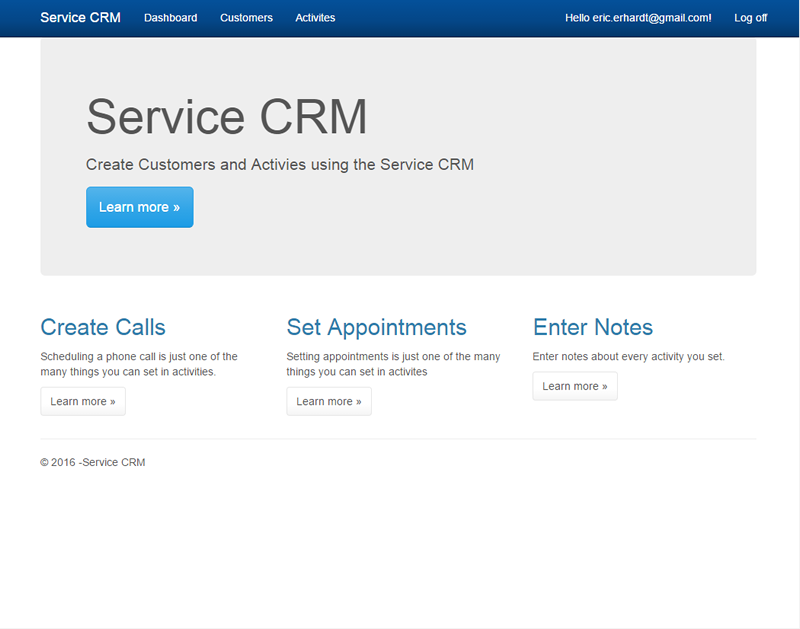 Service CRM Dashboard Customers Activites Hello eric.erhardt@gmail.com! Log off
Service CRM
Create Customers and Activies using the Service CRM
Learn more »
Create Calls
Scheduling a phone call is just one of the
many things you can set in activities.
Learn more »
Set Appointments
Setting appointments is just one of the many
things you can set in activites
Learn more »
Enter Notes
Enter notes about every activity you set.
Learn more »
© 2016 -Service CRM